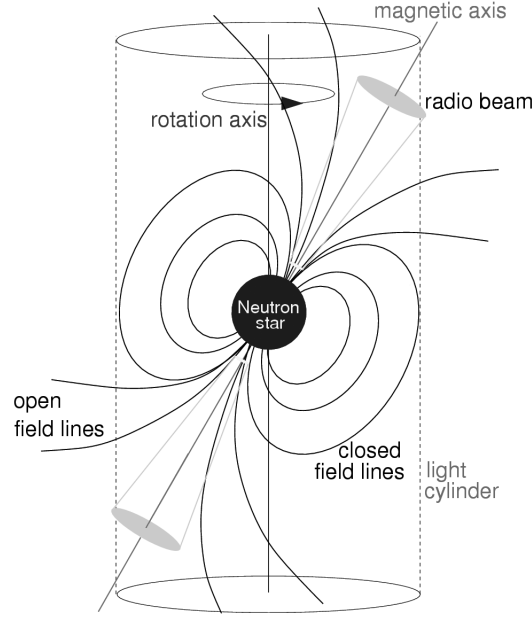 magnetic axis
radio beam
rotation axis
Neutron
star
open
field lines
closed
field lines
light
cylinder